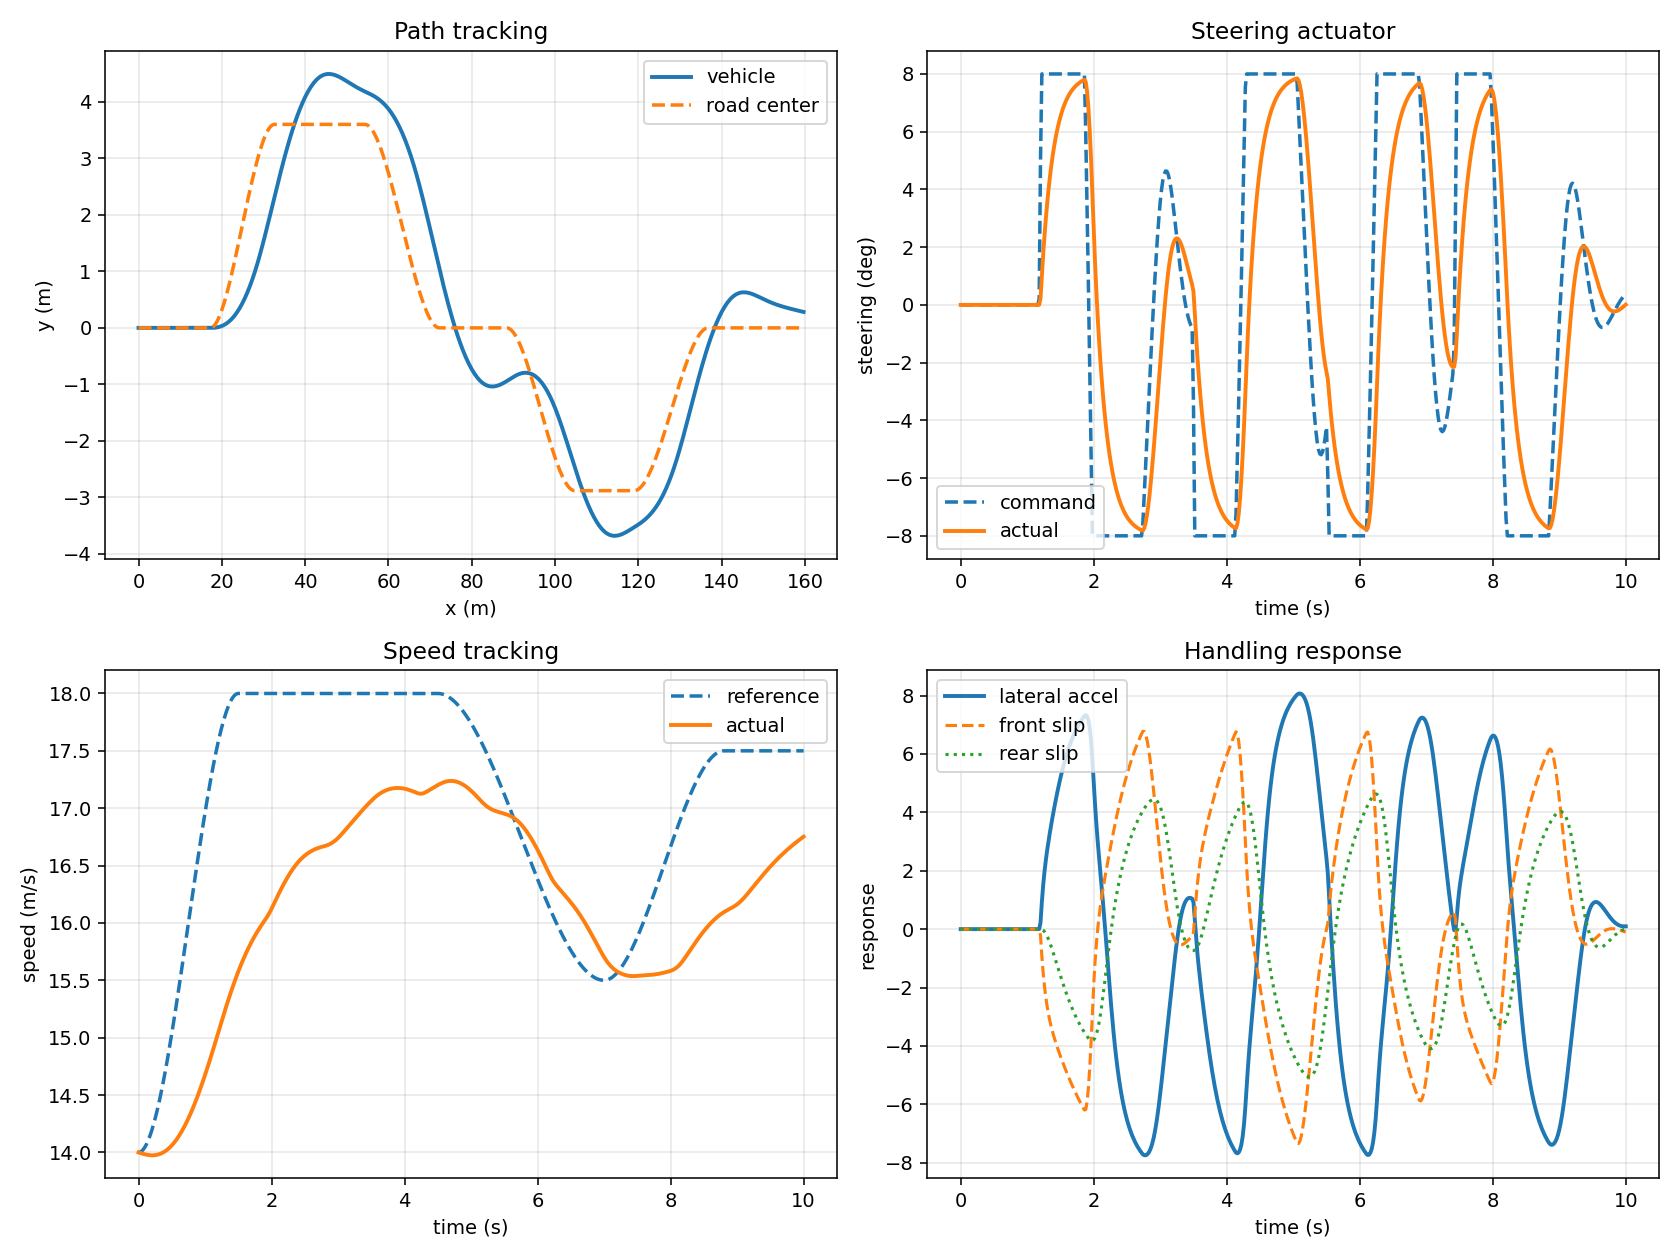 Path tracking
vehicle
road center
4
3
2
1
0
−1
−2
−3
−4
y (m)
0 20 40 60 80 100 120 140 160
x (m)
Steering actuator
8
6
4
2
0
−2
−4
−6
−8
steering (deg)
command
actual
0 2 4 6 8 10
time (s)
Speed tracking
reference
actual
18.0
17.5
17.0
16.5
16.0
15.5
15.0
14.5
14.0
speed (m/s)
0 2 4 6 8 10
time (s)
Handling response
lateral accel
front slip
rear slip
8
6
4
2
0
−2
−4
−6
−8
response
0 2 4 6 8 10
time (s)